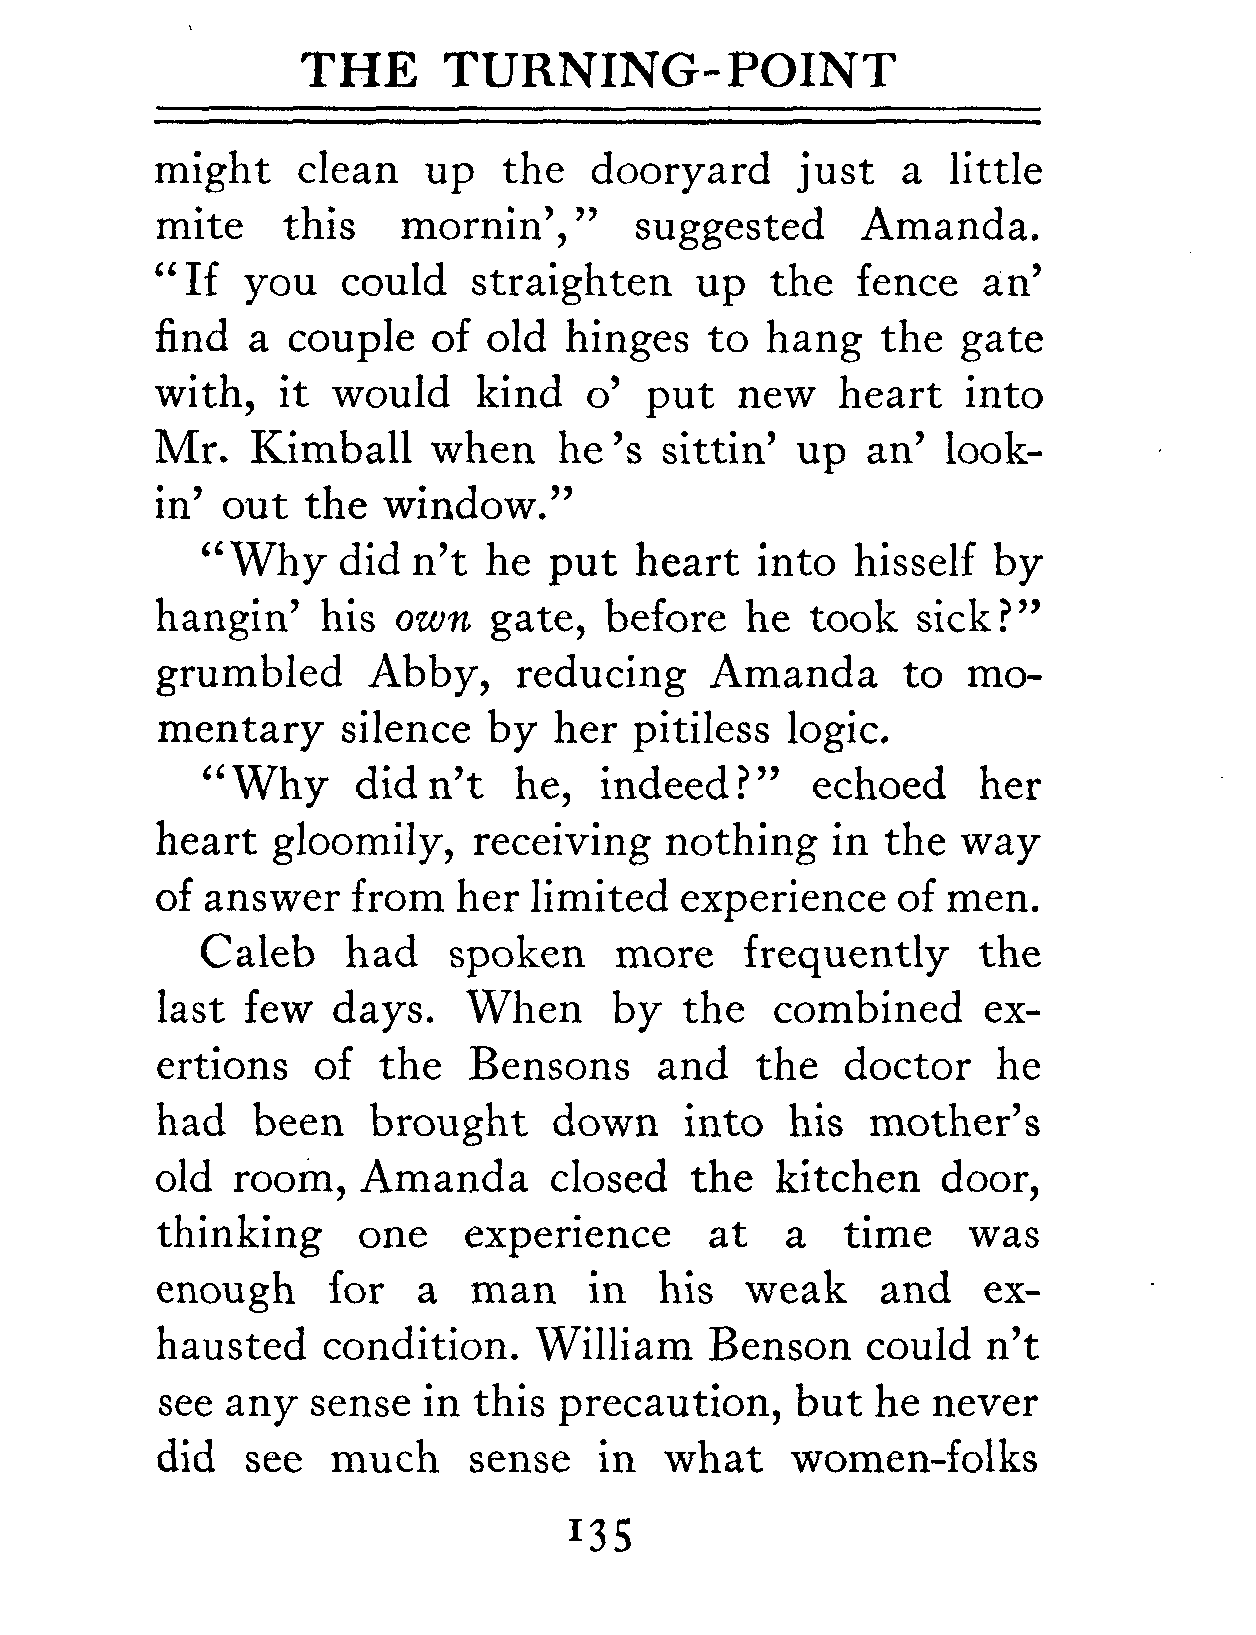 THE TURNING-POINT
might clean up the dooryard just a little
mite this mornin'," suggested Amanda.
"If you could straighten up the fence an'
find a couple of old hinges to hang the gate
with, it would kind o' put new heart into
Mr. Kimball when he 's sittin' up an' look-
in' out the window."
"Why did n't he put heart into hisself by
hangin' his own gate, before he took sick?"
grumbled Abby, reducing Amanda to mo-
mentary silence by her pitiless logic.
"Why did n't he, indeed?" echoed her
heart gloomily, receiving nothing in the way
of answer from her limited experience of men.
Caleb had spoken more frequently the
last few days. When by the combined ex-
ertions of the Bensons and the doctor he
had been brought down into his mother's
old room, Amanda closed the kitchen door,
thinking one experience at a time was
enough for a man in his weak and ex-
hausted condition. William Benson could n't
see any sense in this precaution, but he never
did see much sense in what women-folks
135